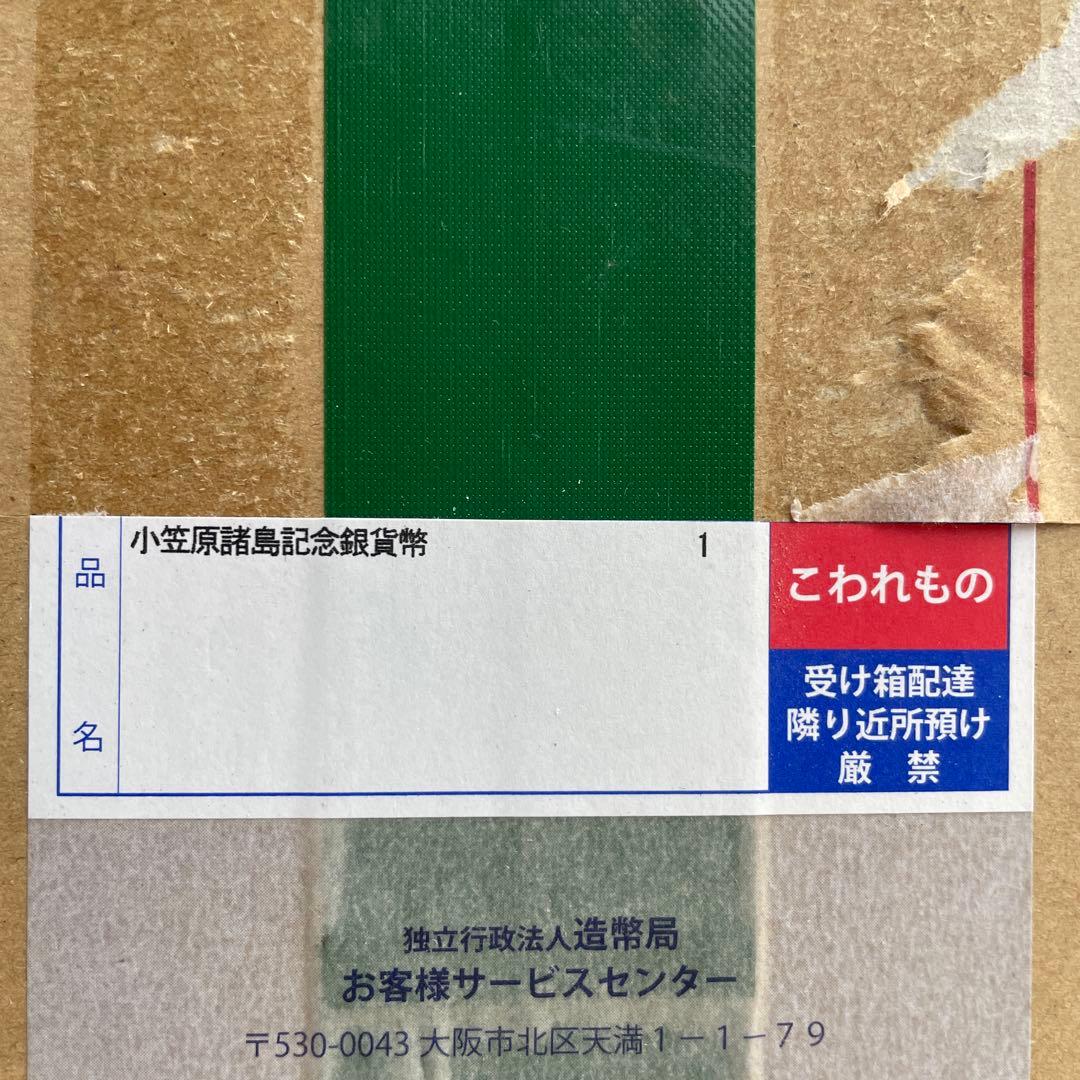 品名
小笠原諸島記念銀貨幣 1
こわれもの
受け箱配達
隣り近所預け
厳 禁
独立行政法人造幣局
お客様サービスセンター
〒530-0043 大阪市北区天満1-1-79